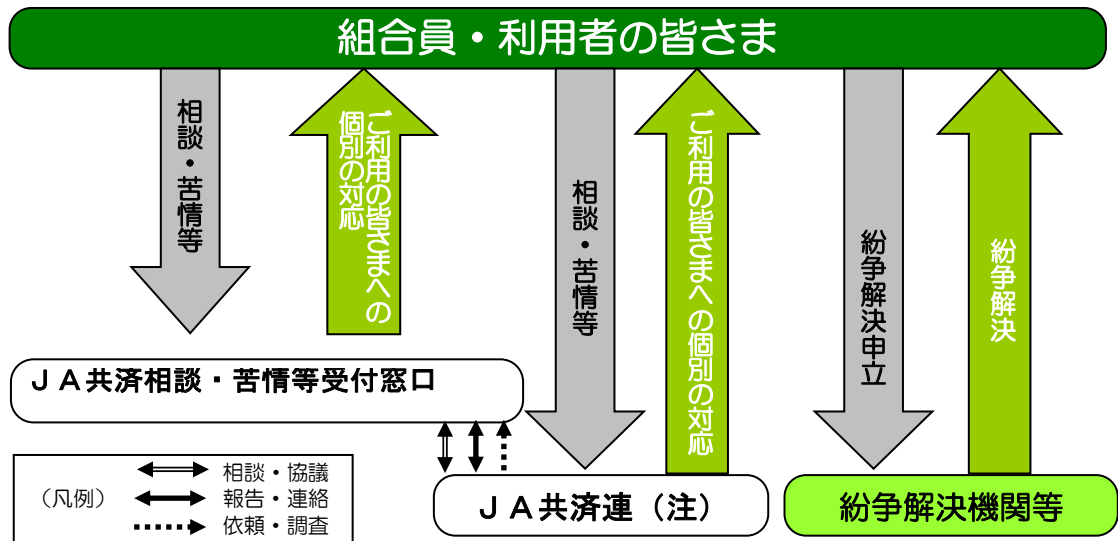 組合員・利用者の皆さま
相談・苦情等
ご利用の皆さまへの
個別の対応
相談・苦情等
ご利用の皆さまへの個別の対応
紛争解決申立
紛争解決
ＪＡ共済相談・苦情等受付窓口
ＪＡ共済連（注）
紛争解決機関等
（凡例）
相談・協議
報告・連絡
依頼・調査